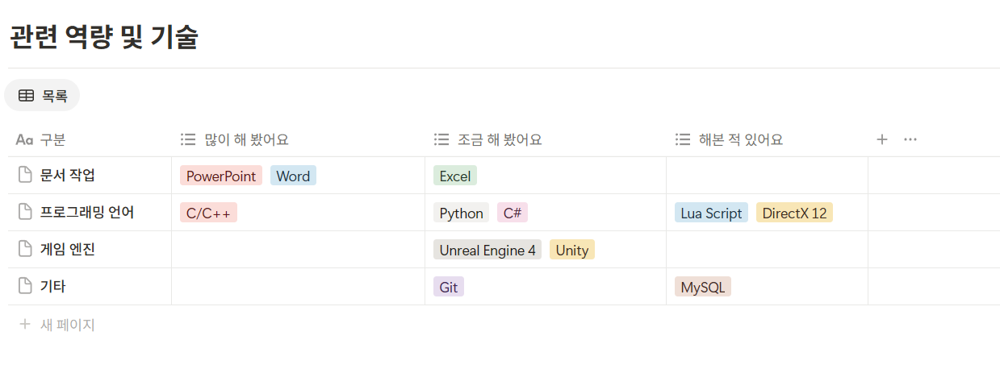 관련 역량 및 기술
목록
Aa 구분 많이 해 봤어요 조금 해 봤어요 해본 적 있어요
문서 작업 PowerPoint Word Excel
프로그래밍 언어 C/C++ Python C# Lua Script DirectX 12
게임 엔진 Unreal Engine 4 Unity
기타 Git MySQL
+ 새 페이지